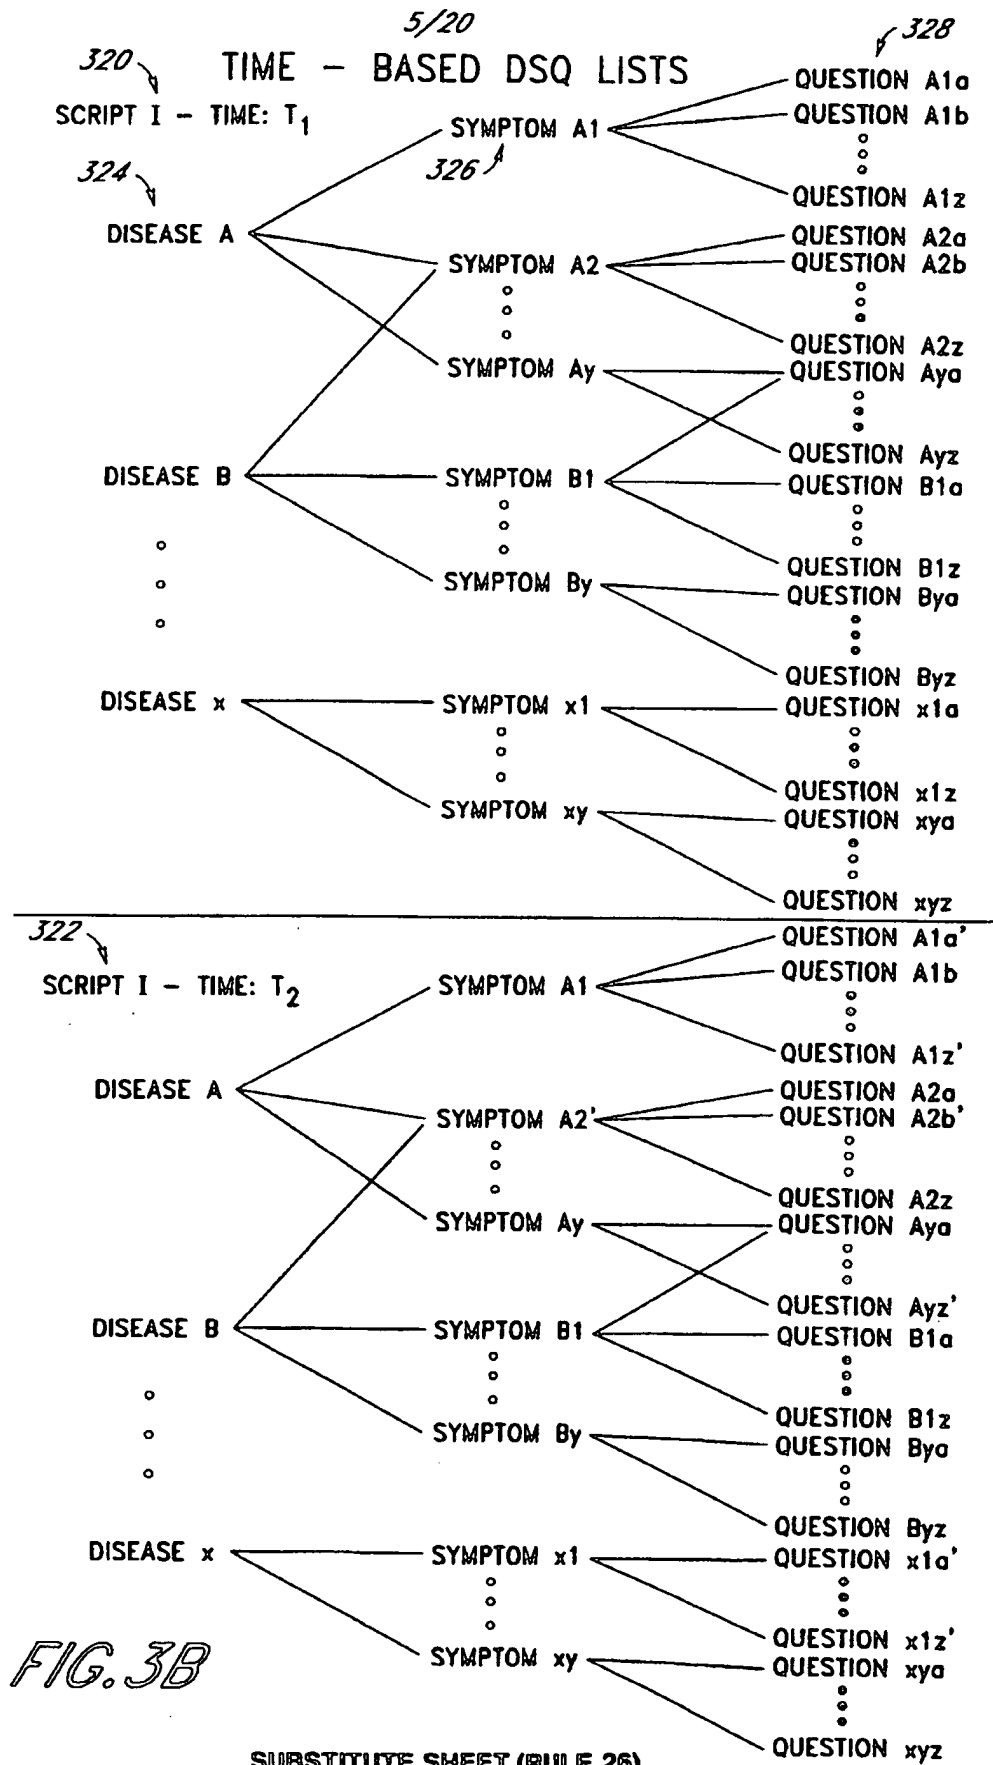 5/20
328
320
TIME - BASED DSQ LISTS
QUESTION A1a
SCRIPT I - TIME: T1
QUESTION A1b
SYMPTOM A1
326
324
QUESTION A1z
DISEASE A
QUESTION A2a
SYMPTOM A2
QUESTION A2b
QUESTION A2z
SYMPTOM Ay
QUESTION Aya
QUESTION Ayz
DISEASE B
SYMPTOM B1
QUESTION B1a
QUESTION B1z
SYMPTOM By
QUESTION Bya
QUESTION Byz
DISEASE x
SYMPTOM x1
QUESTION x1a
QUESTION x1z
SYMPTOM xy
QUESTION xya
QUESTION xyz
322
QUESTION A1a'
SCRIPT I - TIME: T2
SYMPTOM A1
QUESTION A1b
QUESTION A1z'
DISEASE A
QUESTION A2a
SYMPTOM A2'
QUESTION A2b'
QUESTION A2z
SYMPTOM Ay
QUESTION Aya
QUESTION Ayz'
DISEASE B
SYMPTOM B1
QUESTION B1a
QUESTION B1z
SYMPTOM By
QUESTION Bya
QUESTION Byz
DISEASE x
SYMPTOM x1
QUESTION x1a'
QUESTION x1z'
FIG. 3B
SYMPTOM xy
QUESTION xya
QUESTION xyz
SUBSTITUTE SHEET (RULE 26)